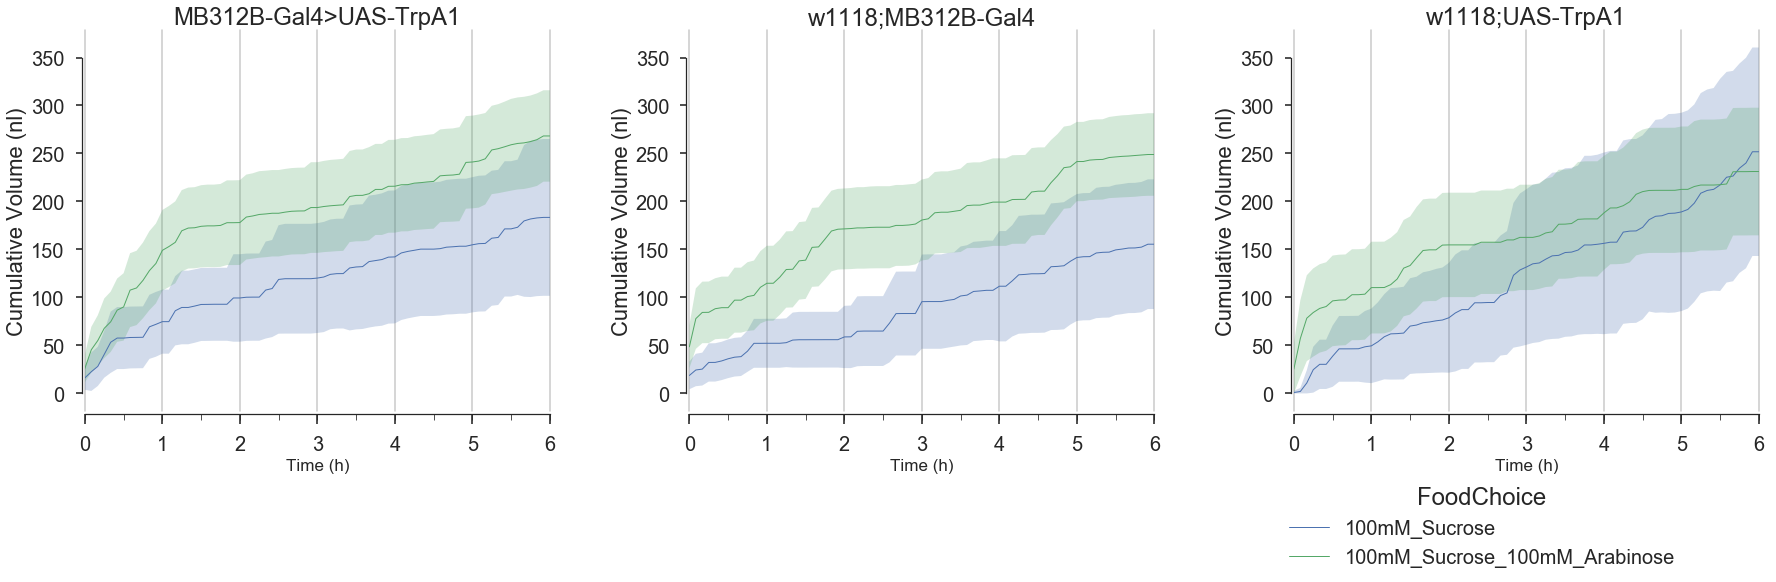 MB312B-Gal4>UAS-TrpA1
w1118;MB312B-Gal4
w1118;UAS-TrpA1
Cumulative Volume (nl)
350
300
250
200
150
100
50
0
0 1 2 3 4 5 6
Time (h)
Cumulative Volume (nl)
350
300
250
200
150
100
50
0
0 1 2 3 4 5 6
Time (h)
Cumulative Volume (nl)
350
300
250
200
150
100
50
0
0 1 2 3 4 5 6
Time (h)
FoodChoice
100mM_Sucrose
100mM_Sucrose_100mM_Arabinose